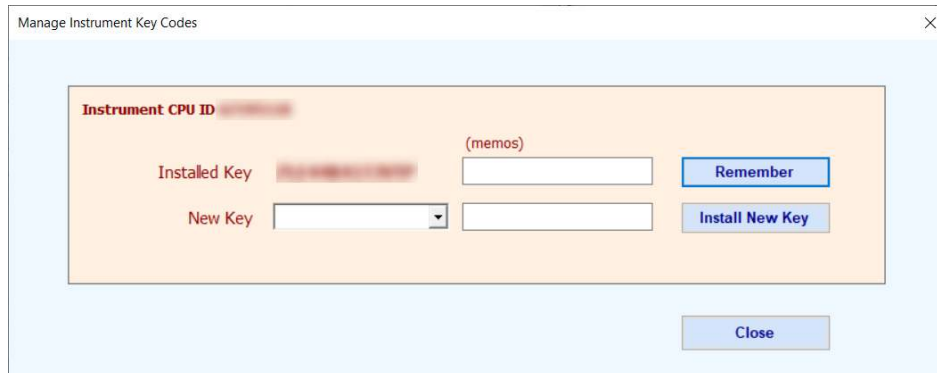 Manage Instrument Key Codes
Instrument CPU ID
(memos)
Installed Key
Remember
New Key
Install New Key
Close